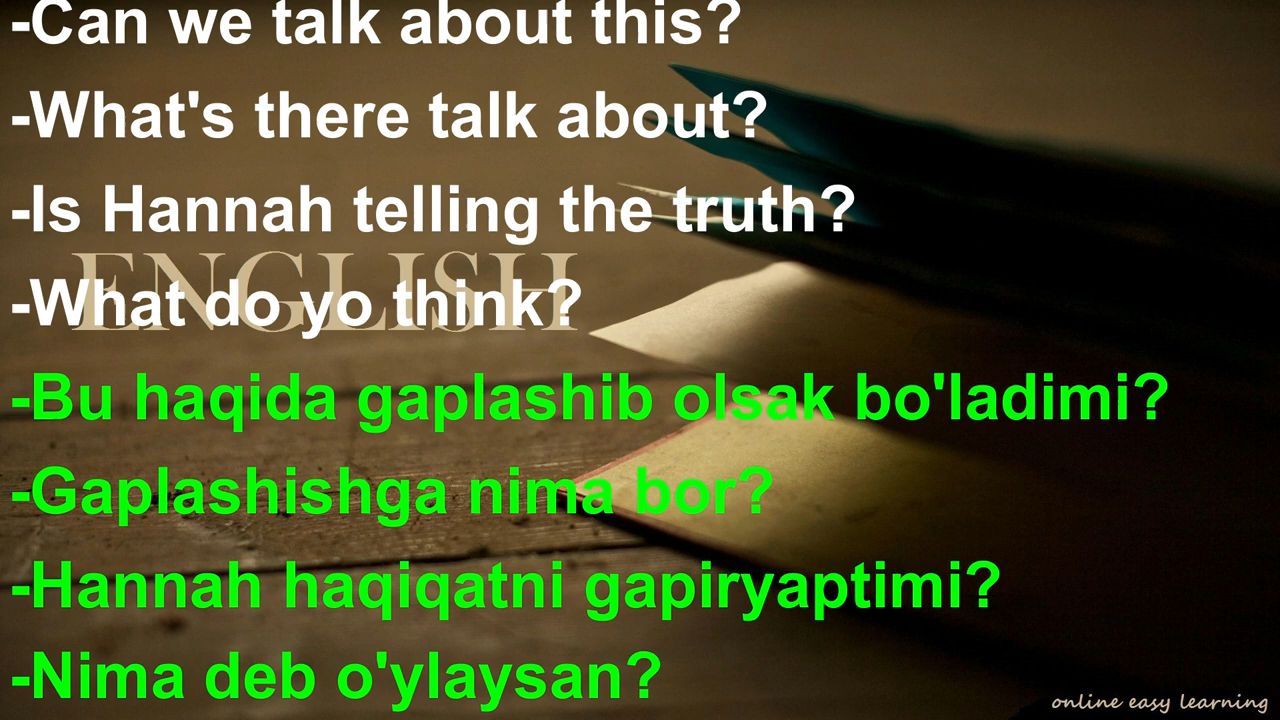 -Can we talk about this?
-What's there talk about?
-Is Hannah telling the truth?
ENGLISH
-What do yo think?
-Bu haqida gaplashib olsak bo'ladimi?
-Gaplashishga nima bor?
-Hannah haqiqatni gapiryaptimi?
-Nima deb o'ylaysan?
online easy learning